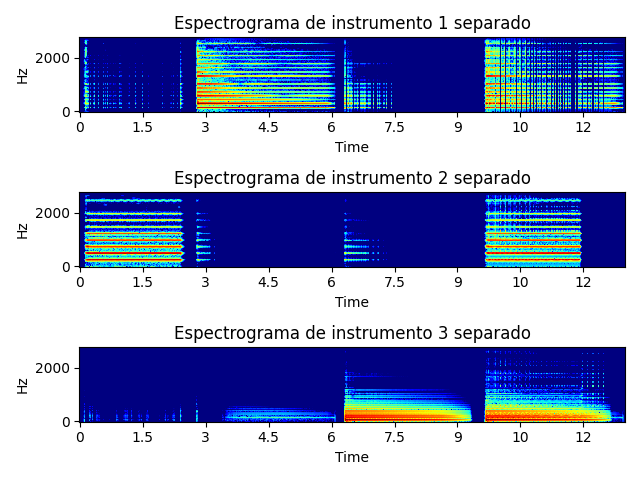 Espectrograma de instrumento 1 separado
2000
Hz
0
0 1.5 3 4.5 6 7.5 9 10 12
Time
Espectrograma de instrumento 2 separado
2000
Hz
0
0 1.5 3 4.5 6 7.5 9 10 12
Time
Espectrograma de instrumento 3 separado
2000
Hz
0
0 1.5 3 4.5 6 7.5 9 10 12
Time